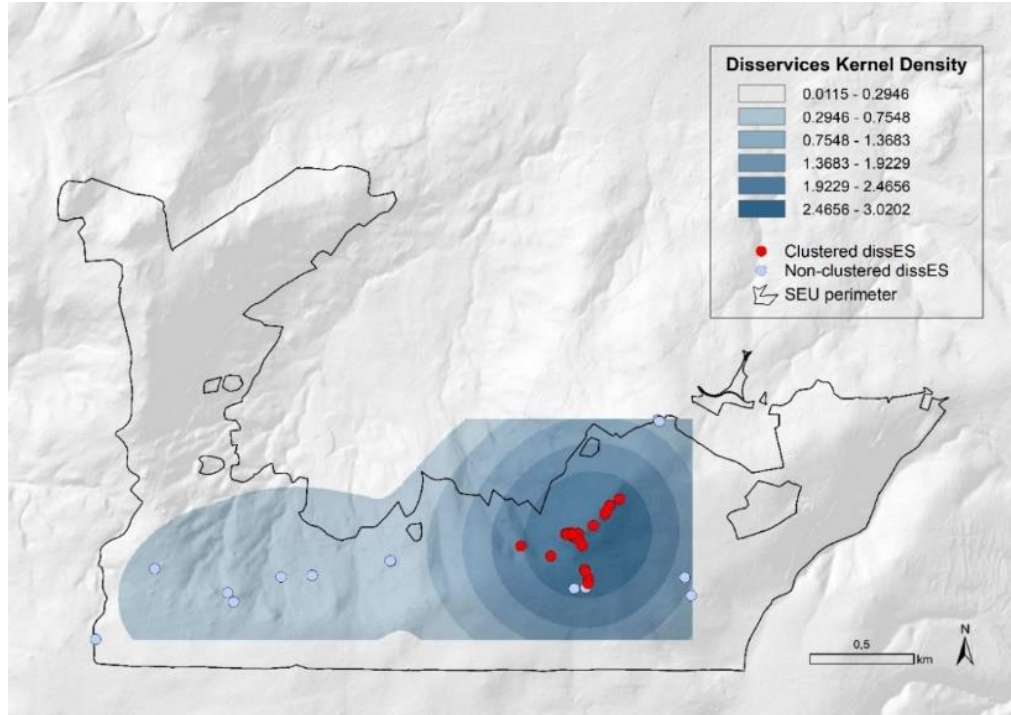 Disservices Kernel Density
0.0115 - 0.2946
0.2946 - 0.7548
0.7548 - 1.3683
1.3683 - 1.9229
1.9229 - 2.4656
2.4656 - 3.0202
Clustered dissES
Non-clustered dissES
SEU perimeter
0,5
km
N